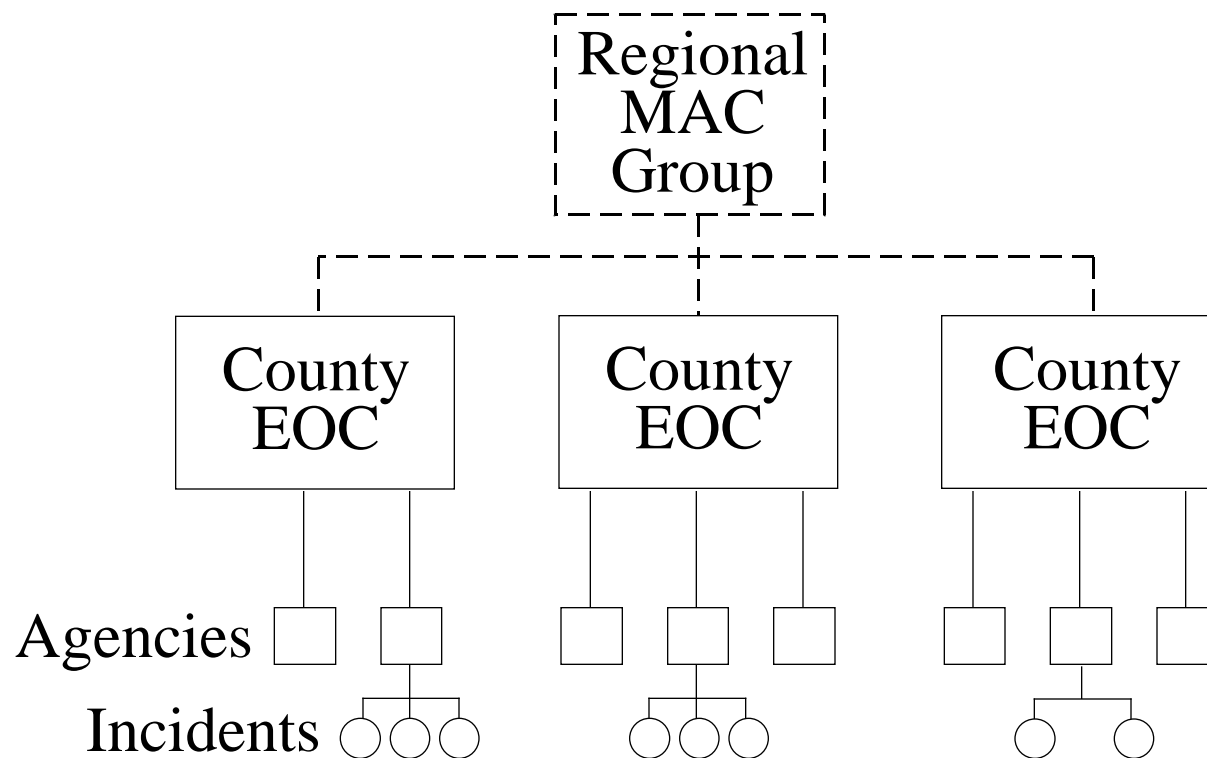 Regional
MAC
Group
County
EOC
County
EOC
County
EOC
Agencies
Incidents